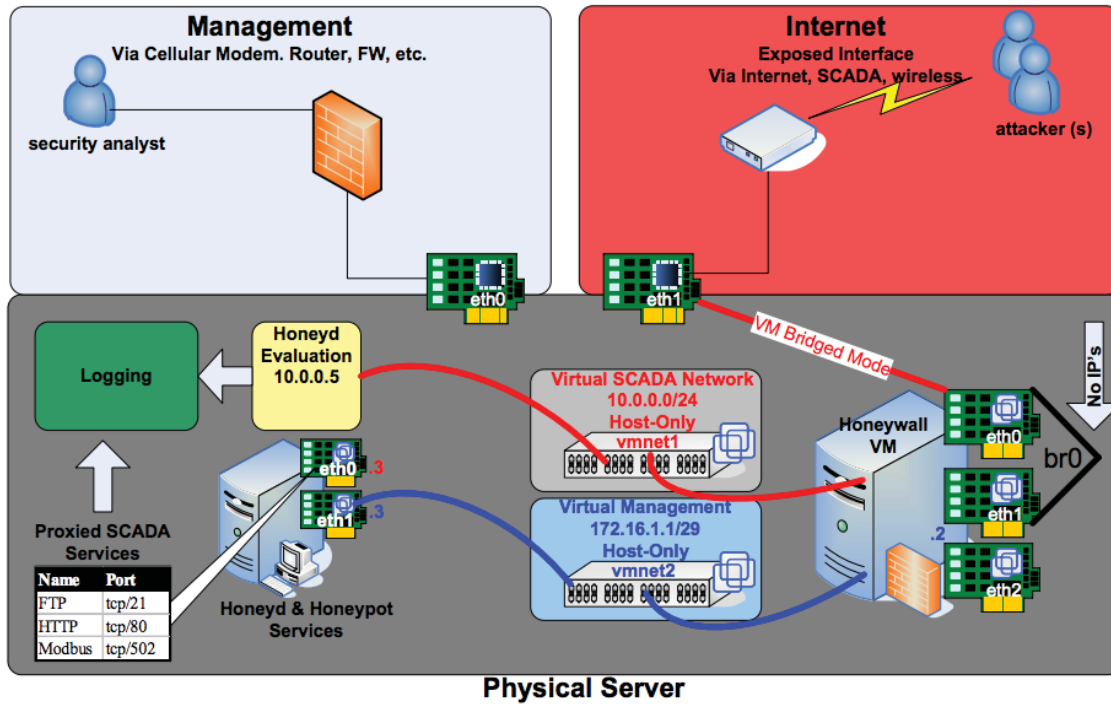 Management
Via Cellular Modem. Router, FW, etc.
security analyst
eth0
Internet
Exposed Interface
Via Internet, SCADA, wireless
attacker (s)
eth1
VM Bridged Mode
No IP's
Logging
Honeyd
Evaluation
10.0.0.5
Virtual SCADA Network
10.0.0.0/24
Host-Only
vmnet1
Honeywall
VM
eth0
br0
eth1
.2
eth2
eth0
.3
eth1
.3
Virtual Management
172.16.1.1/29
Host-Only
vmnet2
Proxied SCADA
Services
Name Port
FTP tcp/21
HTTP tcp/80
Modbus tcp/502
Honeyd & Honeypot
Services
Physical Server